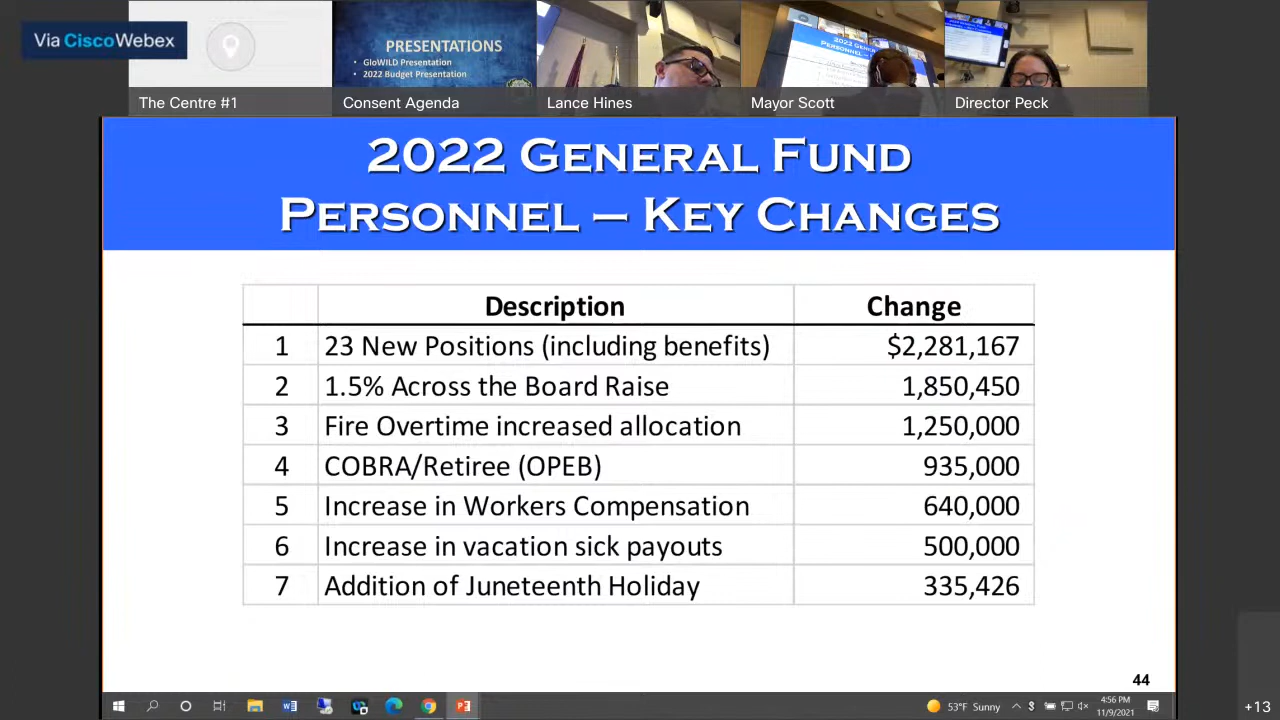 Via Cisco Webex
PRESENTATIONS
• GloWILD Presentation
• 2022 Budget Presentation
The Centre #1
Consent Agenda
Lance Hines
Mayor Scott
Director Peck
2022 GENERAL FUND
PERSONNEL – KEY CHANGES
Description Change
1 23 New Positions (including benefits) $2,281,167
2 1.5% Across the Board Raise 1,850,450
3 Fire Overtime increased allocation 1,250,000
4 COBRA/Retiree (OPEB) 935,000
5 Increase in Workers Compensation 640,000
6 Increase in vacation sick payouts 500,000
7 Addition of Juneteenth Holiday 335,426
44
53°F Sunny
4:56 PM
11/9/2021
+13